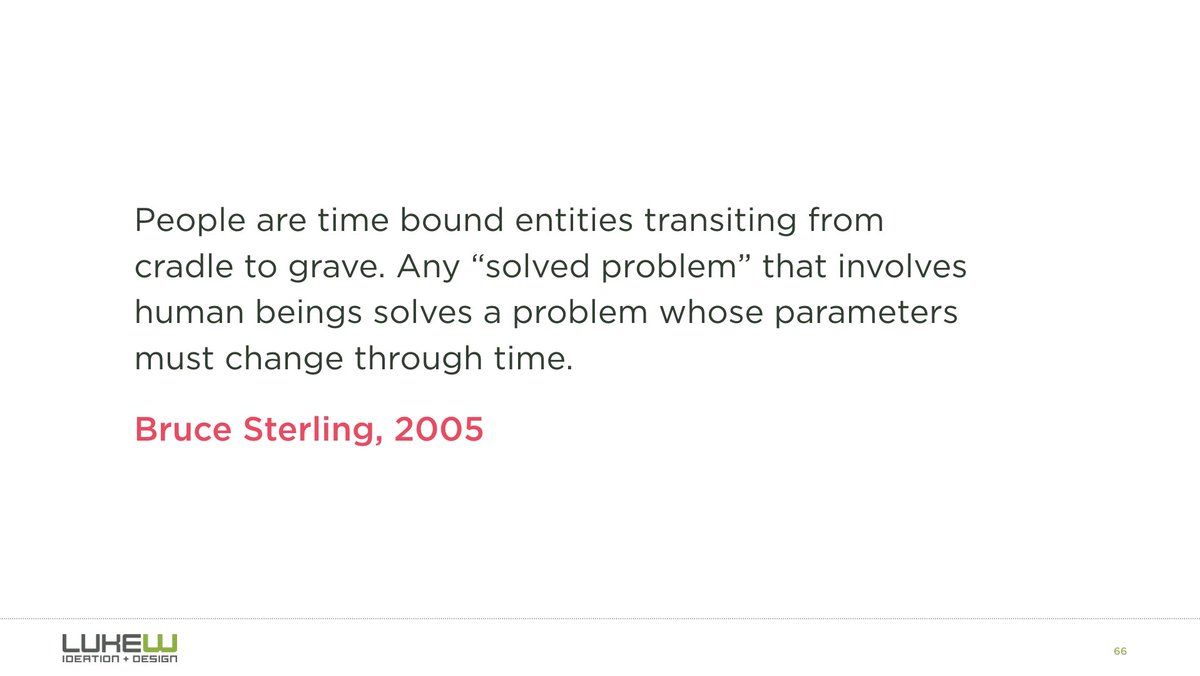 People are time bound entities transiting from
cradle to grave. Any “solved problem” that involves
human beings solves a problem whose parameters
must change through time.
Bruce Sterling, 2005
LUKEW
IDEATION + DESIGN
66